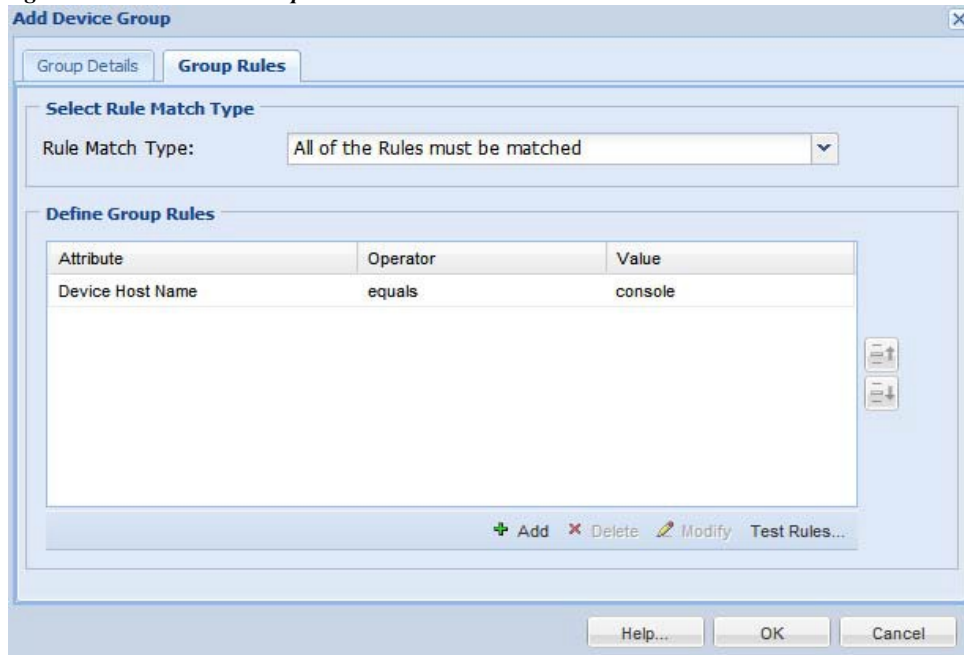 Add Device Group
Group Details Group Rules
Select Rule Match Type
Rule Match Type: All of the Rules must be matched
Define Group Rules
Attribute Operator Value
Device Host Name equals console
Add Delete Modify Test Rules...
Help... OK Cancel